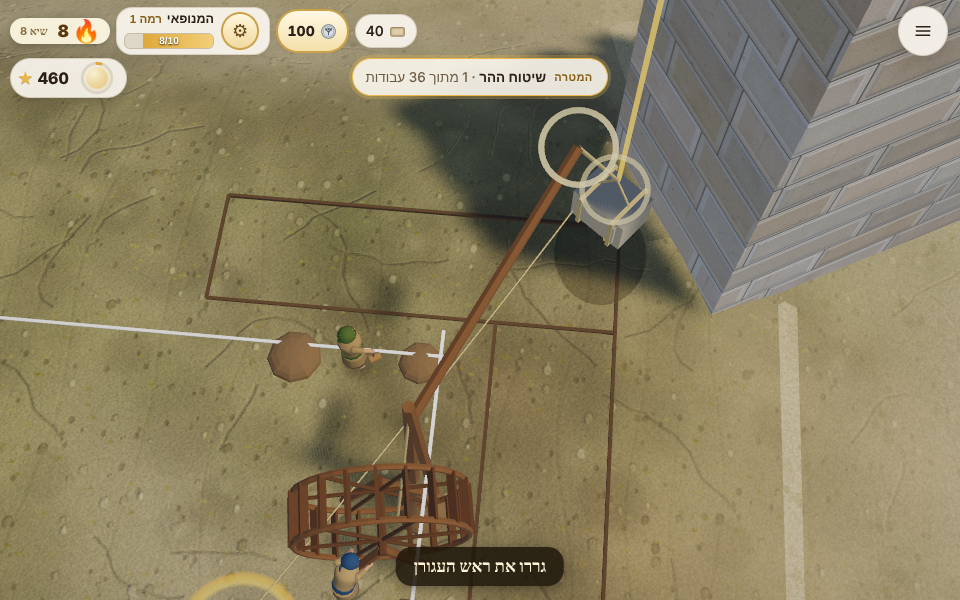 8 שיא 8
המנופאי רמה 1
8/10
100
40
460
המטרה שיטוח ההר · 1 מתוך 36 עבודות
גררו את ראש העגורן